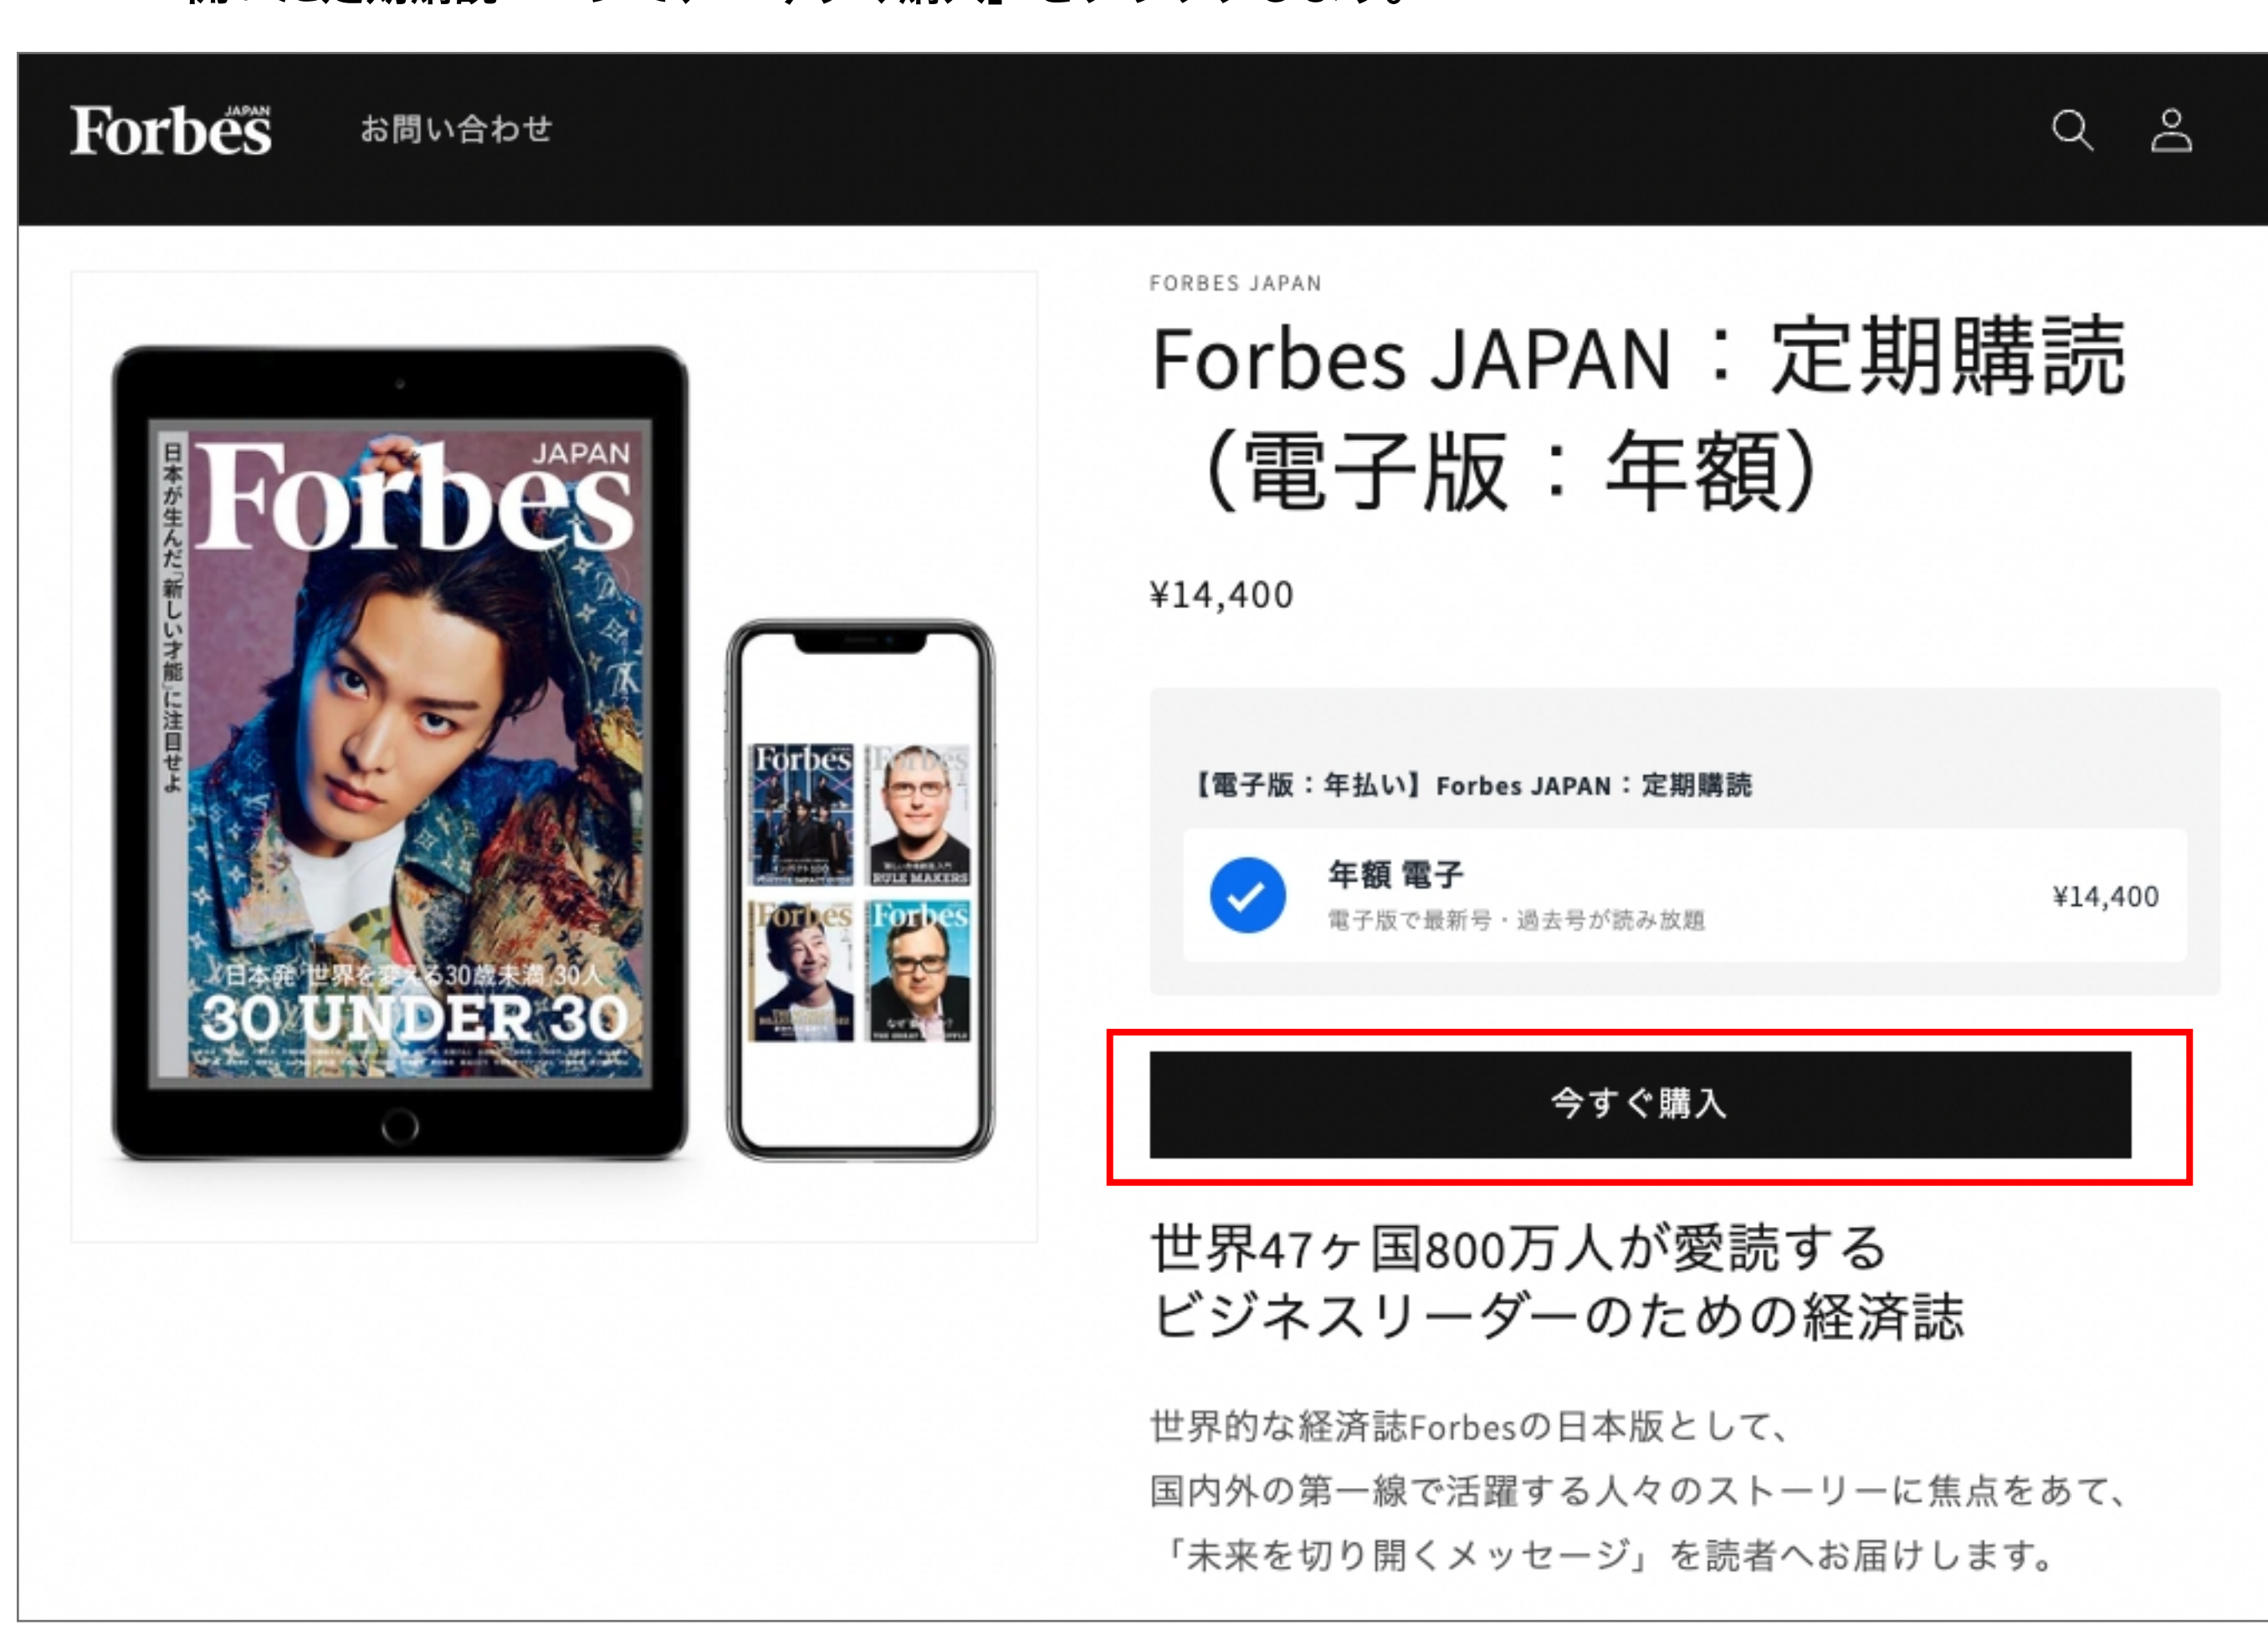 Forbes JAPAN
お問い合わせ
日本が生んだ「新しい才能」に注目せよ
Forbes JAPAN
日本発 世界を変える30歳未満 30人
30 UNDER 30
Forbes
Forbes
RULE MAKERS
Forbes
Forbes
FORBES JAPAN
Forbes JAPAN：定期購読
（電子版：年額）
¥14,400
【電子版：年払い】Forbes JAPAN：定期購読
年額 電子
電子版で最新号・過去号が読み放題
¥14,400
今すぐ購入
世界47ヶ国800万人が愛読する
ビジネスリーダーのための経済誌
世界的な経済誌Forbesの日本版として、
国内外の第一線で活躍する人々のストーリーに焦点をあて、
「未来を切り開くメッセージ」を読者へお届けします。